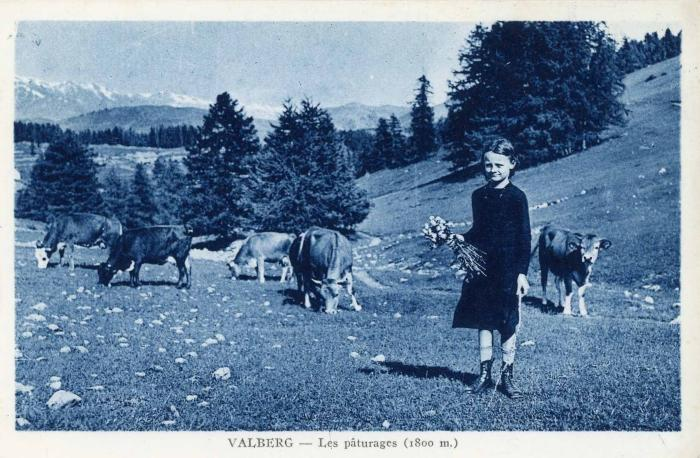 VALBERG — Les pâturages (1800 m.)